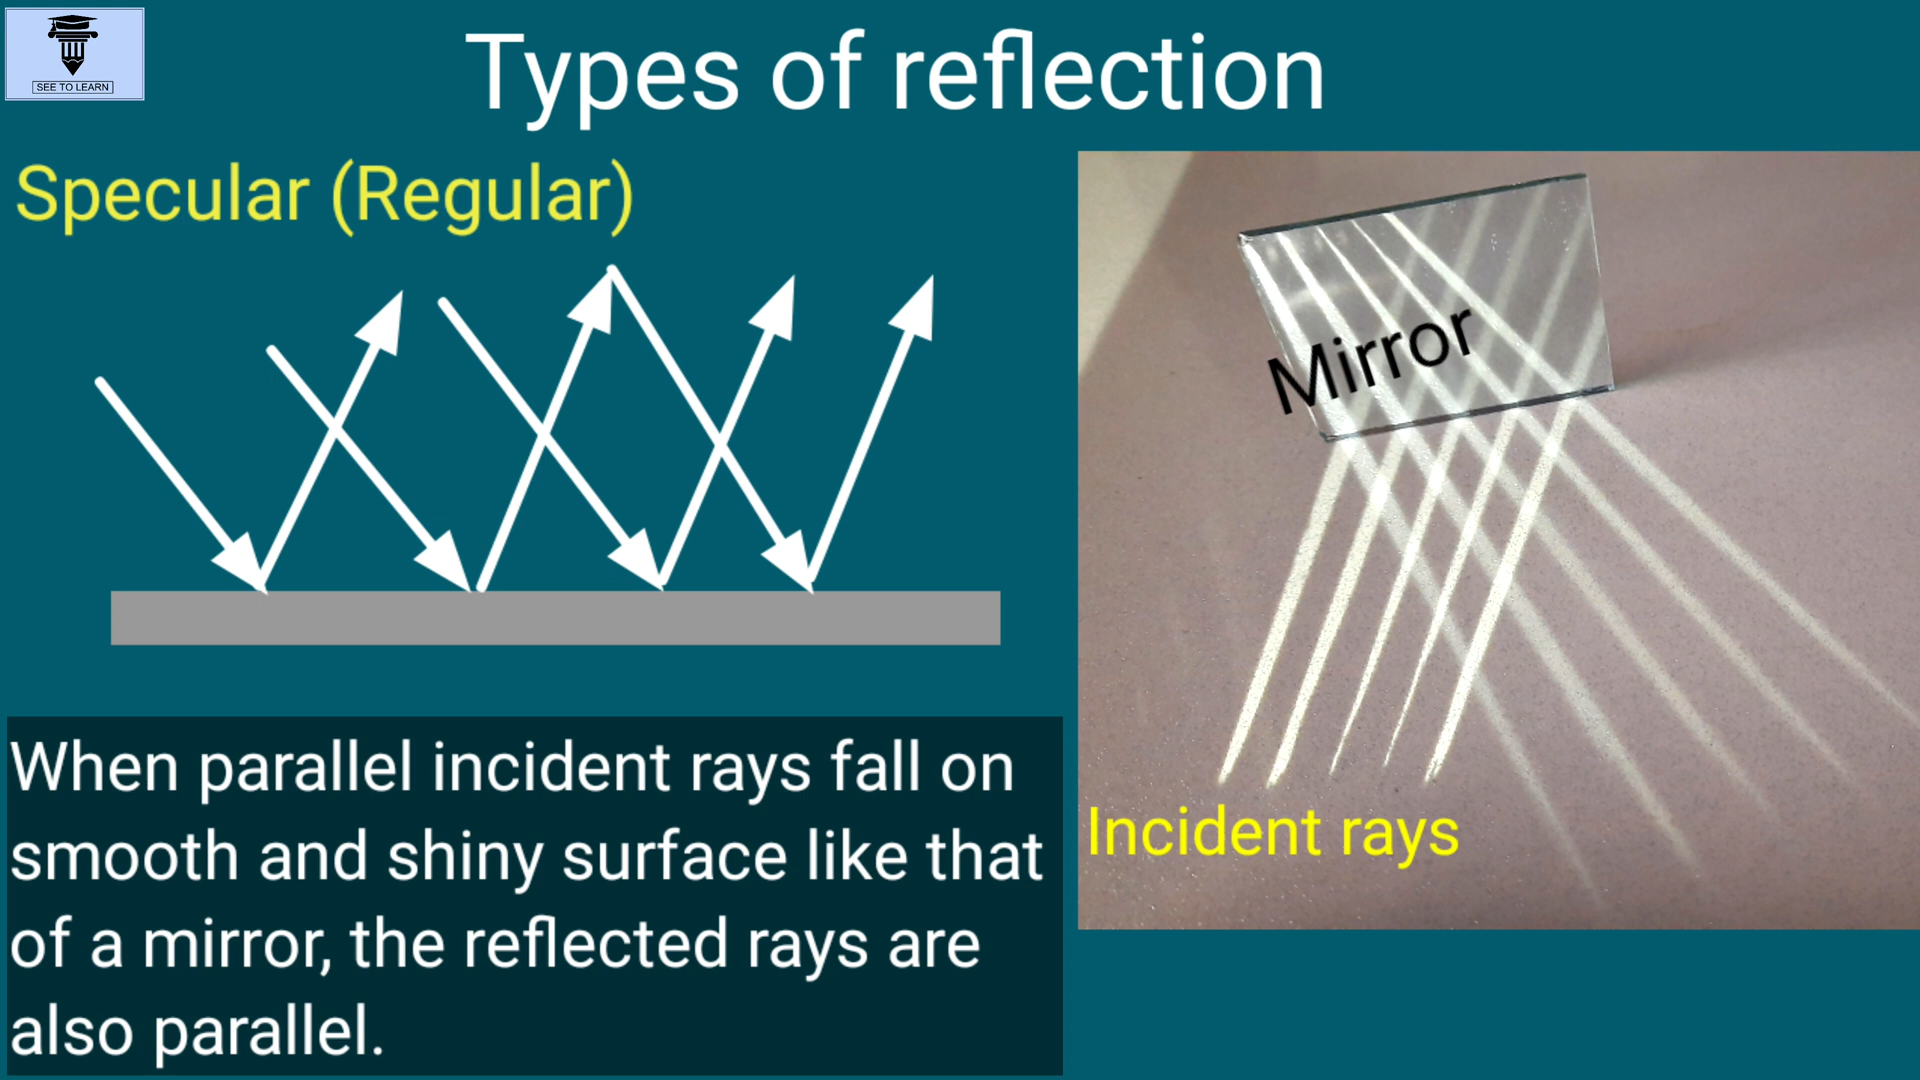 SEE TO LEARN
Types of reflection
Specular (Regular)
Mirror
Incident rays
When parallel incident rays fall on
smooth and shiny surface like that
of a mirror, the reflected rays are
also parallel.